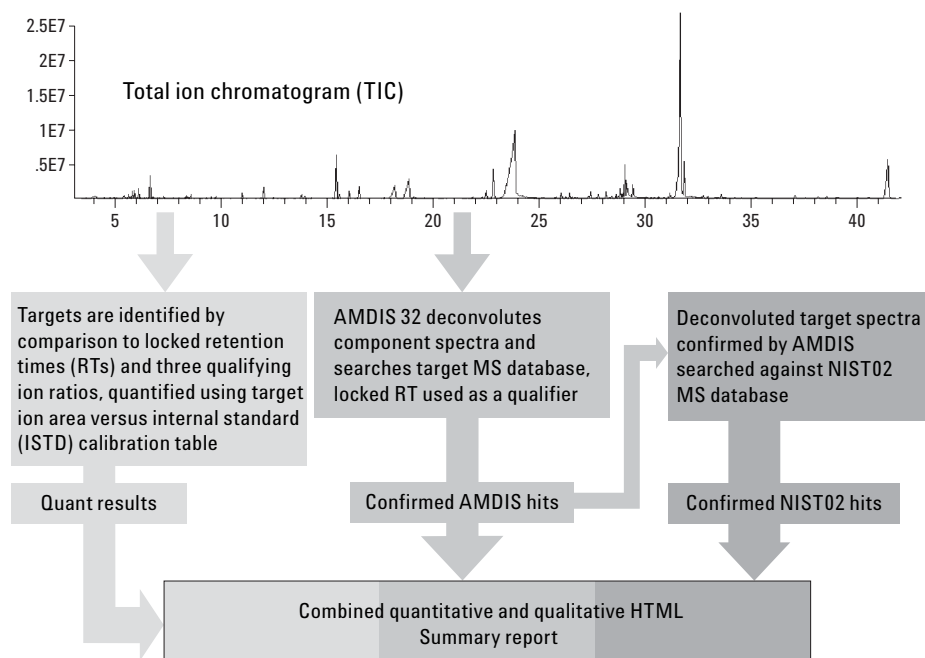 2.5E7
2E7
1.5E7
1E7
.5E7
Total ion chromatogram (TIC)
5 10 15 20 25 30 35 40
Targets are identified by
comparison to locked retention
times (RTs) and three qualifying
ion ratios, quantified using target
ion area versus internal standard
(ISTD) calibration table
AMDIS 32 deconvolutes
component spectra and
searches target MS database,
locked RT used as a qualifier
Deconvoluted target spectra
confirmed by AMDIS
searched against NIST02
MS database
Quant results
Confirmed AMDIS hits
Confirmed NIST02 hits
Combined quantitative and qualitative HTML
Summary report